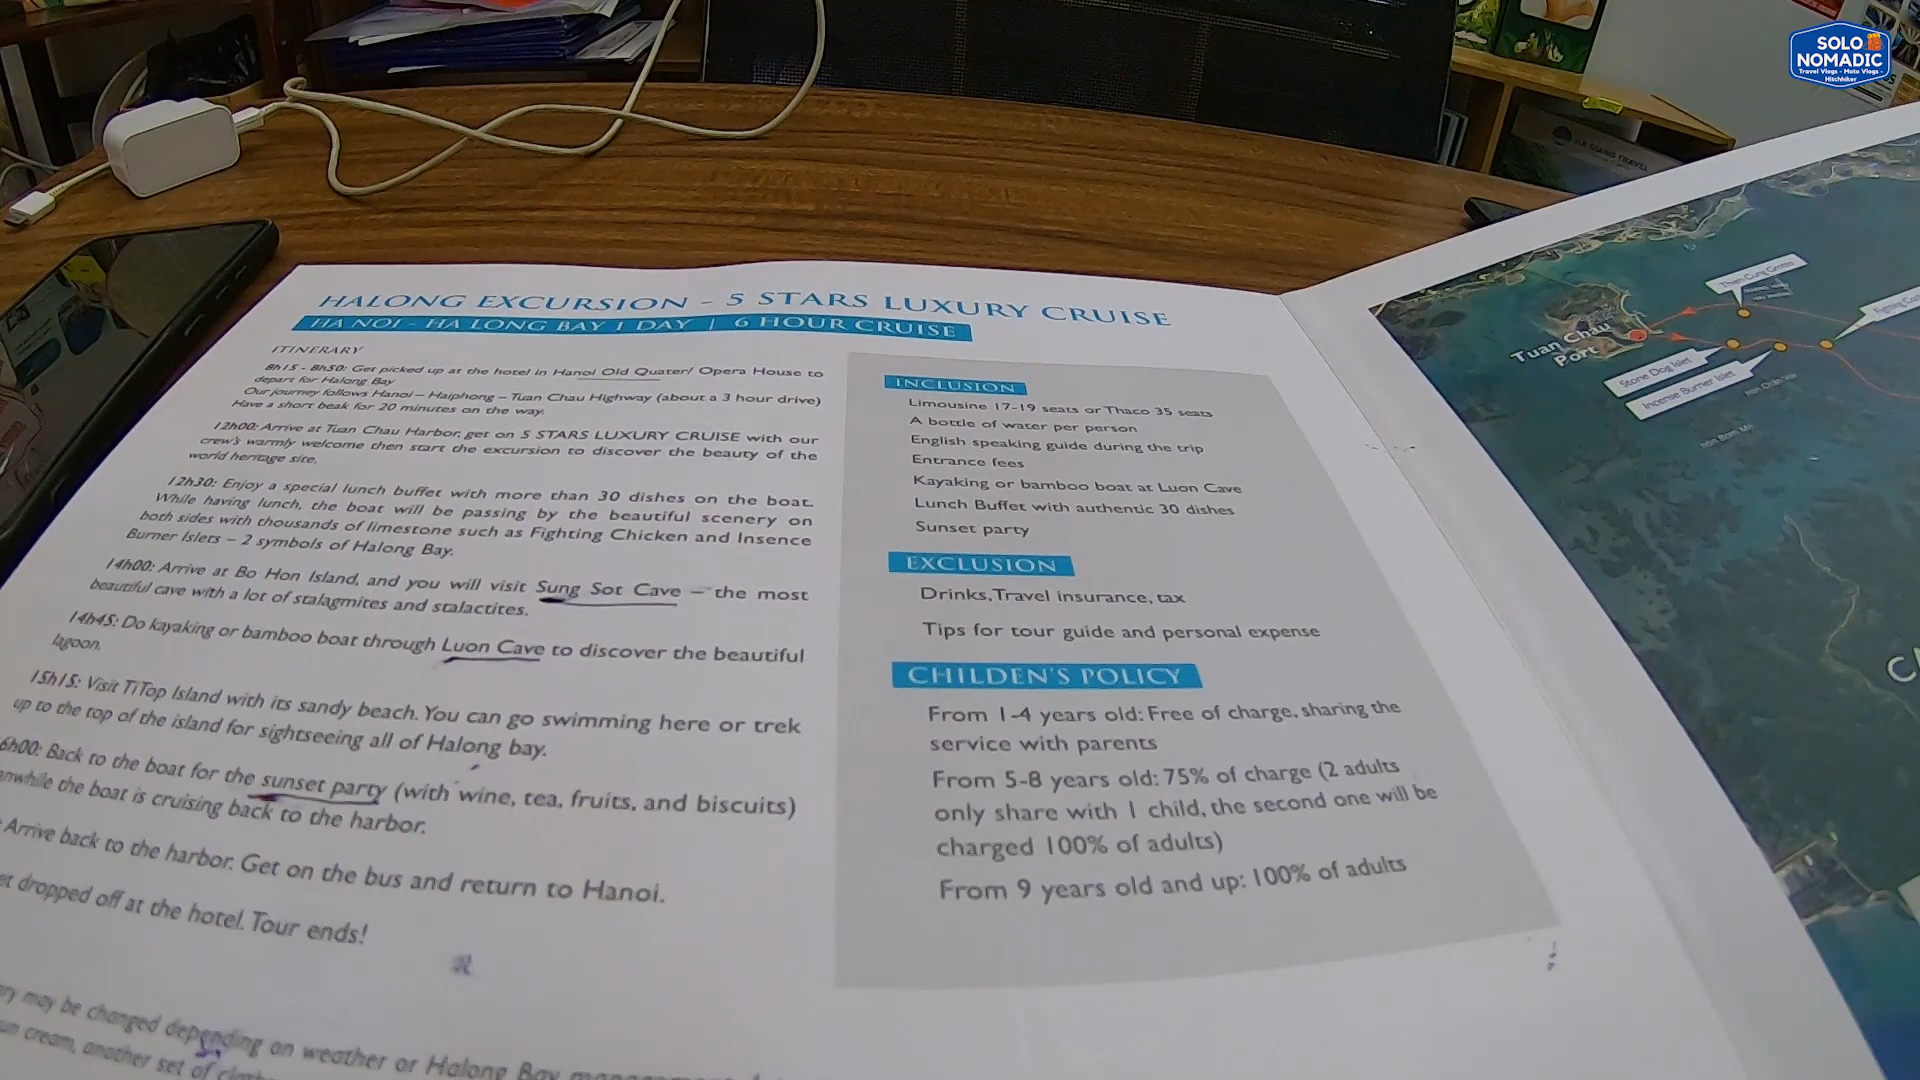 SOLO
NOMADIC
Travel Vlogs - Moto Vlogs -
Hitchhiker
HA GIANG TRAVEL
HALONG EXCURSION - 5 STARS LUXURY CRUISE
HA NOI - HA LONG BAY 1 DAY | 6 HOUR CRUISE
ITINERARY
8h15 - 8h50: Get picked up at the hotel in Hanoi Old Quater/ Opera House to
depart for Halong Bay
Our journey follows Hanoi – Haiphong – Tuan Chau Highway (about a 3 hour drive)
Have a short beak for 20 minutes on the way.
12h00: Arrive at Tuan Chau Harbor, get on 5 STARS LUXURY CRUISE with our
crew's warmly welcome then start the excursion to discover the beauty of the
world heritage site.
12h30: Enjoy a special lunch buffet with more than 30 dishes on the boat.
While having lunch, the boat will be passing by the beautiful scenery on
both sides with thousands of limestone such as Fighting Chicken and Insence
Burner Islets – 2 symbols of Halong Bay.
14h00: Arrive at Bo Hon Island, and you will visit Sung Sot Cave – the most
beautiful cave with a lot of stalagmites and stalactites.
14h45: Do kayaking or bamboo boat through Luon Cave to discover the beautiful
lagoon.
15h15: Visit TiTop Island with its sandy beach. You can go swimming here or trek
up to the top of the island for sightseeing all of Halong bay.
6h00: Back to the boat for the sunset party (with wine, tea, fruits, and biscuits)
anwhile the boat is cruising back to the harbor.
: Arrive back to the harbor. Get on the bus and return to Hanoi.
et dropped off at the hotel. Tour ends!
ry may be changed depending on weather or Halong Bay
un cream, another set of
INCLUSION
Limousine 17-19 seats or Thaco 35 seats
A bottle of water per person
English speaking guide during the trip
Entrance fees
Kayaking or bamboo boat at Luon Cave
Lunch Buffet with authentic 30 dishes
Sunset party
EXCLUSION
Drinks,Travel insurance, tax
Tips for tour guide and personal expense
CHILDEN'S POLICY
From 1-4 years old: Free of charge, sharing the
service with parents
From 5-8 years old: 75% of charge (2 adults
only share with 1 child, the second one will be
charged 100% of adults)
From 9 years old and up: 100% of adults
Tuan Chau
Port
Thien Cung Grotto
Stone Dog Islet
Incense Burner Islet